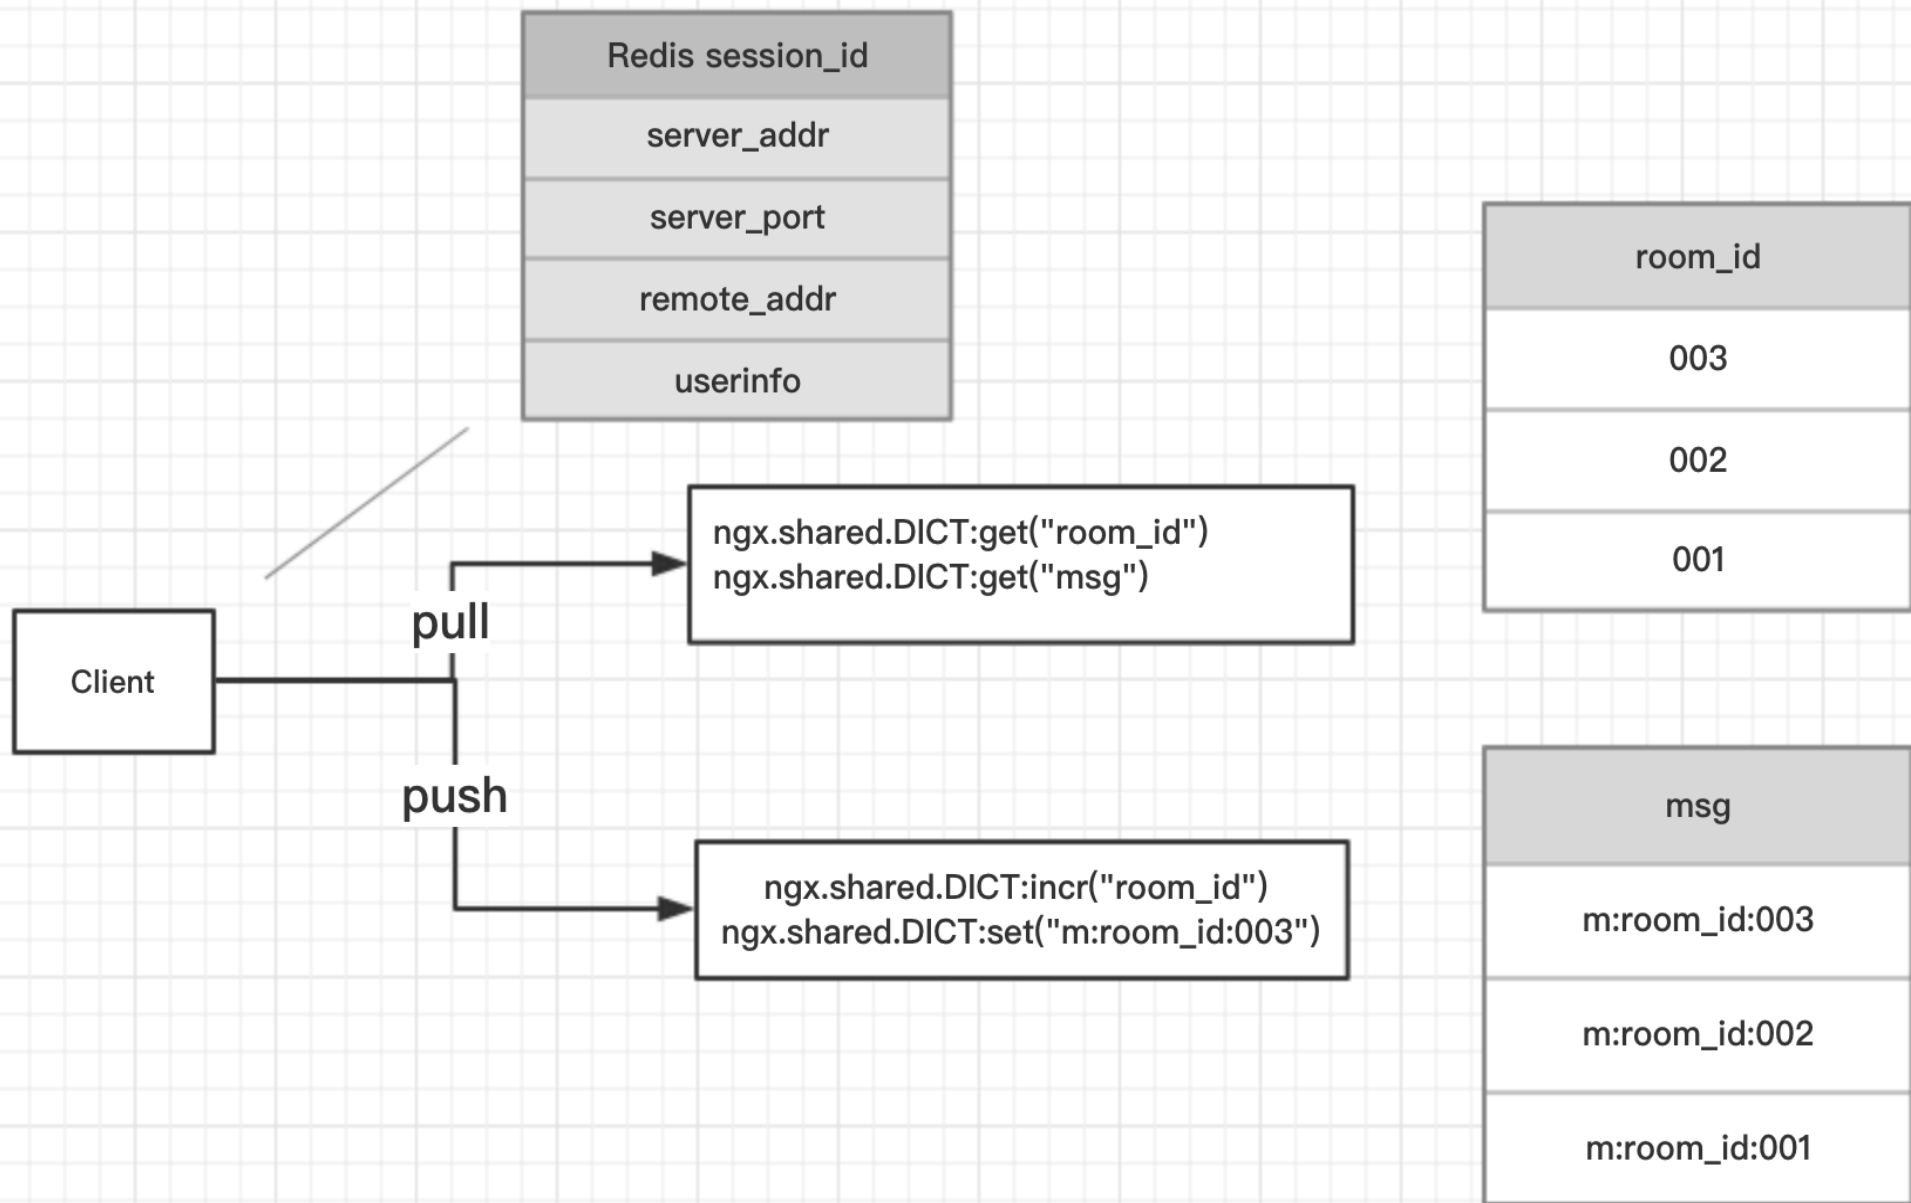 Redis session_id
server_addr
server_port
remote_addr
userinfo
room_id
003
002
001
ngx.shared.DICT:get("room_id")
ngx.shared.DICT:get("msg")
pull
Client
push
ngx.shared.DICT:incr("room_id")
ngx.shared.DICT:set("m:room_id:003")
msg
m:room_id:003
m:room_id:002
m:room_id:001